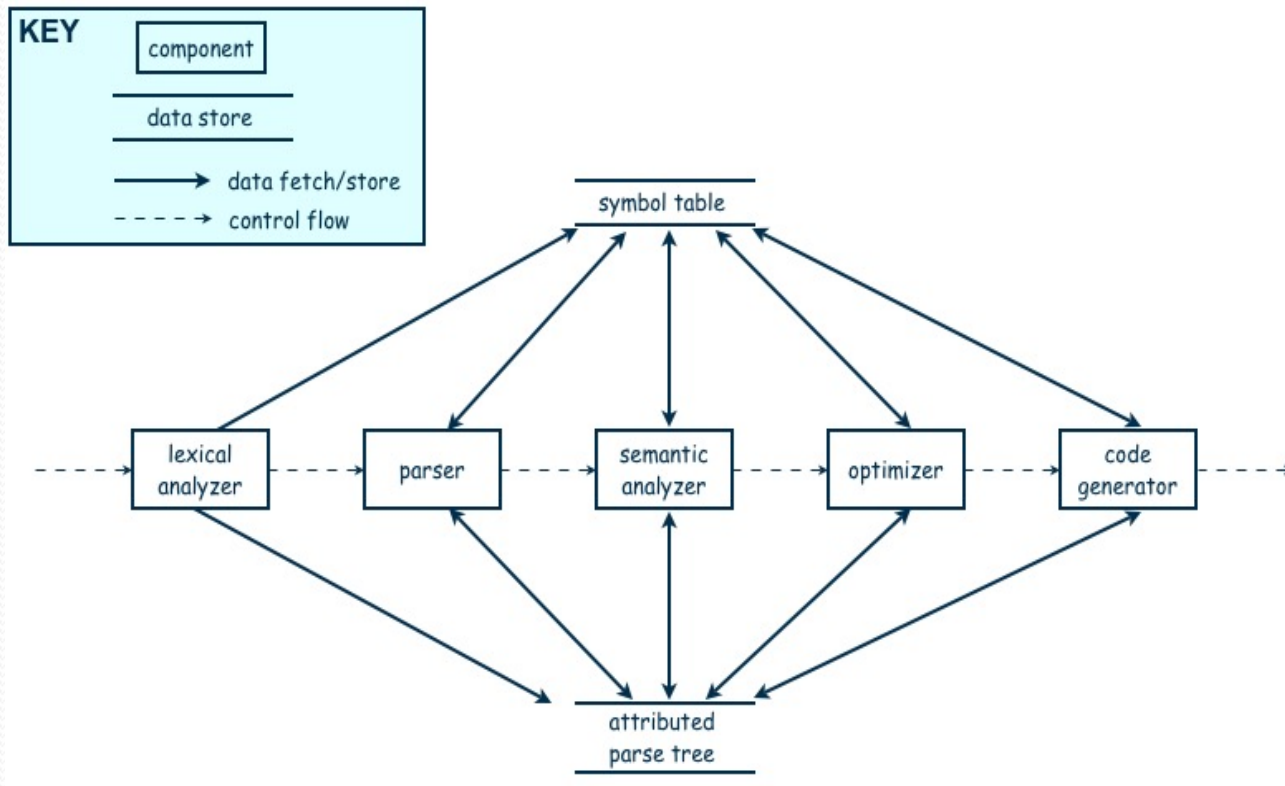 KEY
component
data store
data fetch/store
control flow
symbol table
lexical
analyzer
parser
semantic
analyzer
optimizer
code
generator
attributed
parse tree